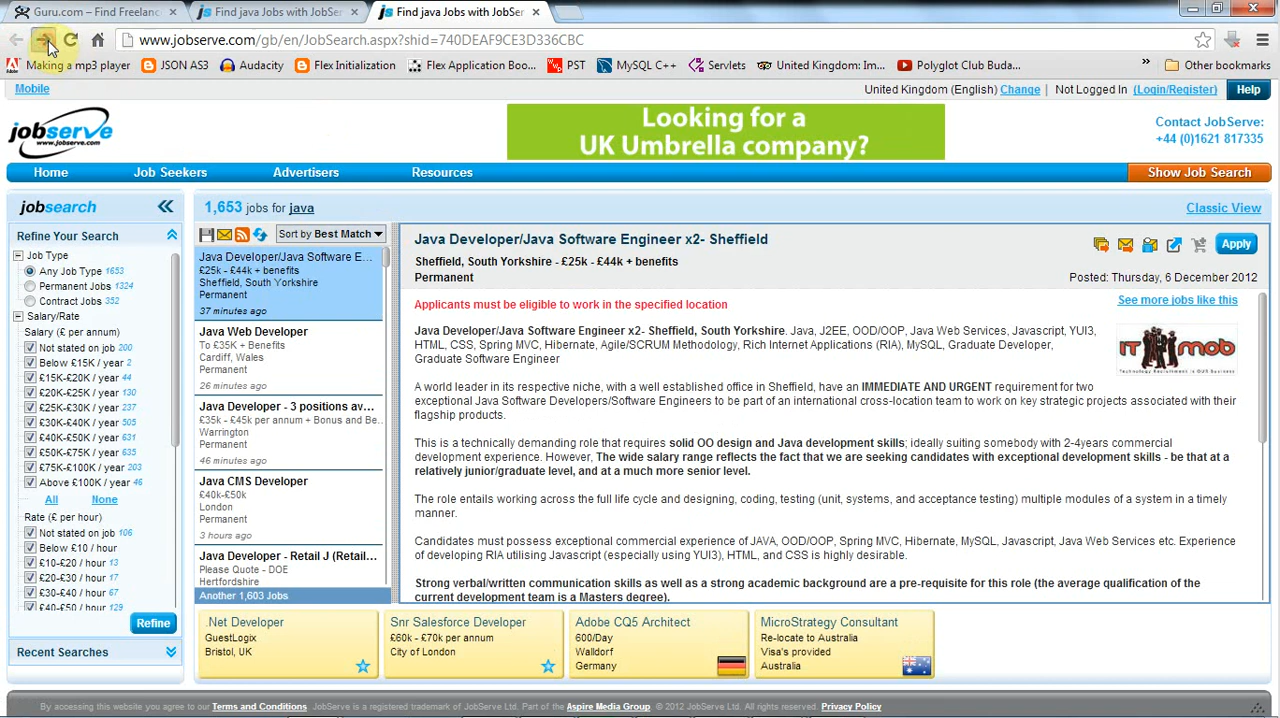 Guru.com – Find Freelanc
Find java Jobs with JobSer
Find java Jobs with JobSer
www.jobserve.com/gb/en/JobSearch.aspx?shid=740DEAF9CE3D336CBC
Making a mp3 player
JSON AS3
Audacity
Flex Initialization
Flex Application Boo...
PST
MySQL C++
Servlets
United Kingdom: Im...
Polyglot Club Buda...
Other bookmarks
Mobile
United Kingdom (English) Change
Not Logged In (Login/Register)
Help
jobserve
www.jobserve.com
Looking for a
UK Umbrella company?
Contact JobServe:
+44 (0)1621 817335
Home
Job Seekers
Advertisers
Resources
Show Job Search
jobsearch
1,653 jobs for java
Classic View
Refine Your Search
Job Type
Any Job Type 1653
Permanent Jobs 1324
Contract Jobs 352
Salary/Rate
Salary (£ per annum)
Not stated on job 200
Below £15K / year 2
£15K-£20K / year 44
£20K-£25K / year 130
£25K-£30K / year 237
£30K-£40K / year 505
£40K-£50K / year 631
£50K-£75K / year 635
£75K-£100K / year 203
Above £100K / year 46
All
None
Rate (£ per hour)
Not stated on job 106
Below £10 / hour
£10-£20 / hour 13
£20-£30 / hour 17
£30-£40 / hour 67
£40-£50 / hour 129
Refine
Recent Searches
Sort by Best Match
Java Developer/Java Software E...
£25k - £44k + benefits
Sheffield, South Yorkshire
Permanent
37 minutes ago
Java Web Developer
To £35K + Benefits
Cardiff, Wales
Permanent
26 minutes ago
Java Developer - 3 positions av...
£35k - £45k per annum + Bonus and Be..
Warrington
Permanent
46 minutes ago
Java CMS Developer
£40k-£50k
London
Permanent
3 hours ago
Java Developer - Retail J (Retail...
Please Quote - DOE
Hertfordshire
Another 1,603 Jobs
Java Developer/Java Software Engineer x2- Sheffield
Apply
Sheffield, South Yorkshire - £25k - £44k + benefits
Permanent
Posted: Thursday, 6 December 2012
Applicants must be eligible to work in the specified location
See more jobs like this
IT mob
Technology Recruitment is OUR Business
Java Developer/Java Software Engineer x2- Sheffield, South Yorkshire. Java, J2EE, OOD/OOP, Java Web Services, Javascript, YUI3,
HTML, CSS, Spring MVC, Hibernate, Agile/SCRUM Methodology, Rich Internet Applications (RIA), MySQL, Graduate Developer,
Graduate Software Engineer
A world leader in its respective niche, with a well established office in Sheffield, have an IMMEDIATE AND URGENT requirement for two
exceptional Java Software Developers/Software Engineers to be part of an international cross-location team to work on key strategic projects associated with their
flagship products.
This is a technically demanding role that requires solid OO design and Java development skills; ideally suiting somebody with 2-4years commercial
development experience. However, The wide salary range reflects the fact that we are seeking candidates with exceptional development skills - be that at a
relatively junior/graduate level, and at a much more senior level.
The role entails working across the full life cycle and designing, coding, testing (unit, systems, and acceptance testing) multiple modules of a system in a timely
manner.
Candidates must possess exceptional commercial experience of JAVA, OOD/OOP, Spring MVC, Hibernate, MySQL, Javascript, Java Web Services etc. Experience
of developing RIA utilising Javascript (especially using YUI3), HTML, and CSS is highly desirable.
Strong verbal/written communication skills as well as a strong academic background are a pre-requisite for this role (the average qualification of the
current development team is a Masters degree).
.Net Developer
GuestLogix
Bristol, UK
Snr Salesforce Developer
£60k - £70k per annum
City of London
Adobe CQ5 Architect
600/Day
Walldorf
Germany
MicroStrategy Consultant
Re-locate to Australia
Visa's provided
Australia
By accessing this website you agree to our Terms and Conditions. JobServe is a registered trademark of JobServe Ltd. Part of the Aspire Media Group. © 2012 JobServe Ltd. All rights reserved. Privacy Policy